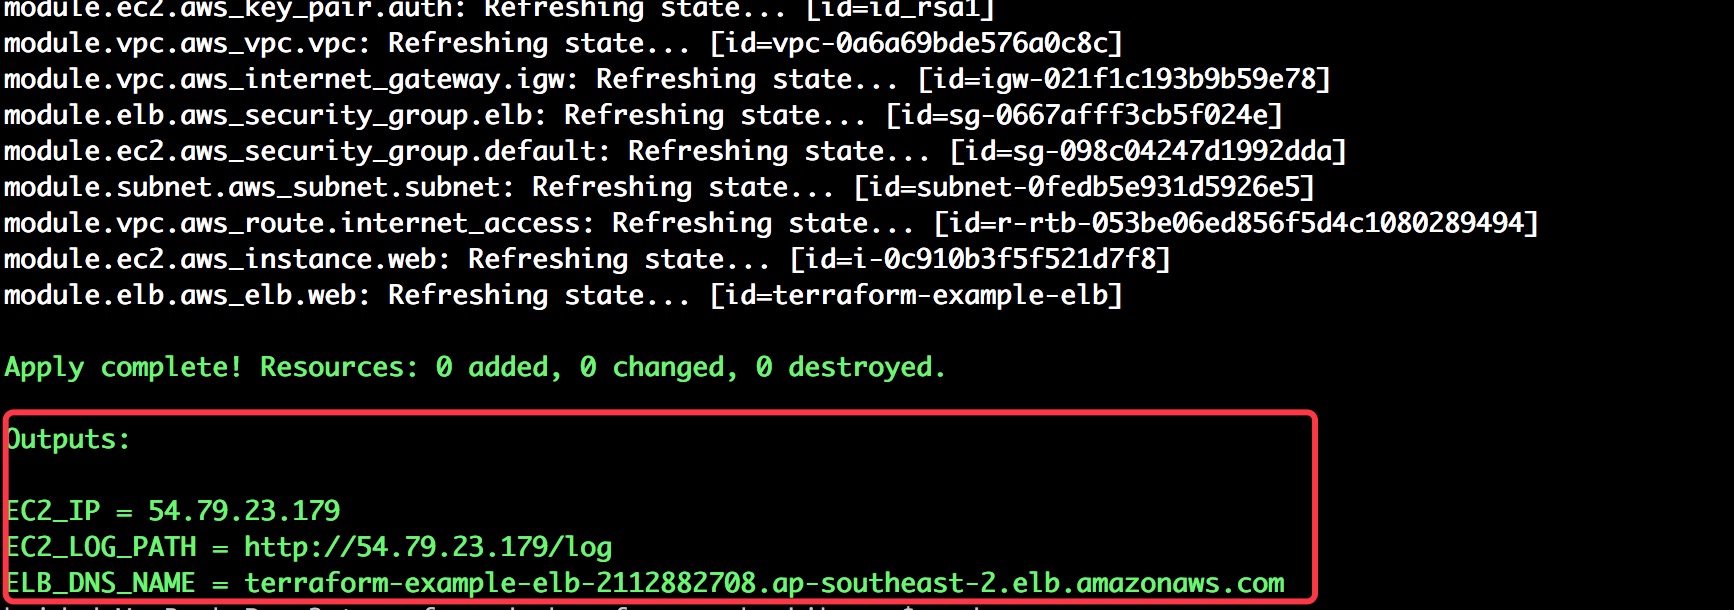 module.ec2.aws_key_pair.auth: Refreshing state... [id=id_rsa1]
module.vpc.aws_vpc.vpc: Refreshing state... [id=vpc-0a6a69bde576a0c8c]
module.vpc.aws_internet_gateway.igw: Refreshing state... [id=igw-021f1c193b9b59e78]
module.elb.aws_security_group.elb: Refreshing state... [id=sg-0667afff3cb5f024e]
module.ec2.aws_security_group.default: Refreshing state... [id=sg-098c04247d1992dda]
module.subnet.aws_subnet.subnet: Refreshing state... [id=subnet-0fedb5e931d5926e5]
module.vpc.aws_route.internet_access: Refreshing state... [id=r-rtb-053be06ed856f5d4c1080289494]
module.ec2.aws_instance.web: Refreshing state... [id=i-0c910b3f5f521d7f8]
module.elb.aws_elb.web: Refreshing state... [id=terraform-example-elb]
Apply complete! Resources: 0 added, 0 changed, 0 destroyed.
Outputs:
EC2_IP = 54.79.23.179
EC2_LOG_PATH = http://54.79.23.179/log
ELB_DNS_NAME = terraform-example-elb-2112882708.ap-southeast-2.elb.amazonaws.com